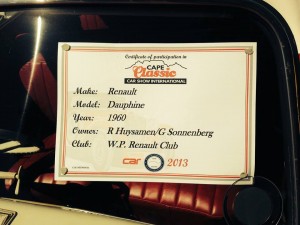 Certificate of participation in
CAPE
Classic
CAR SHOW INTERNATIONAL
Make: Renault
Model: Dauphine
Year: 1960
Owner: R Huysamen/G Sonnenberg
Club: W.P. Renault Club
car 2013